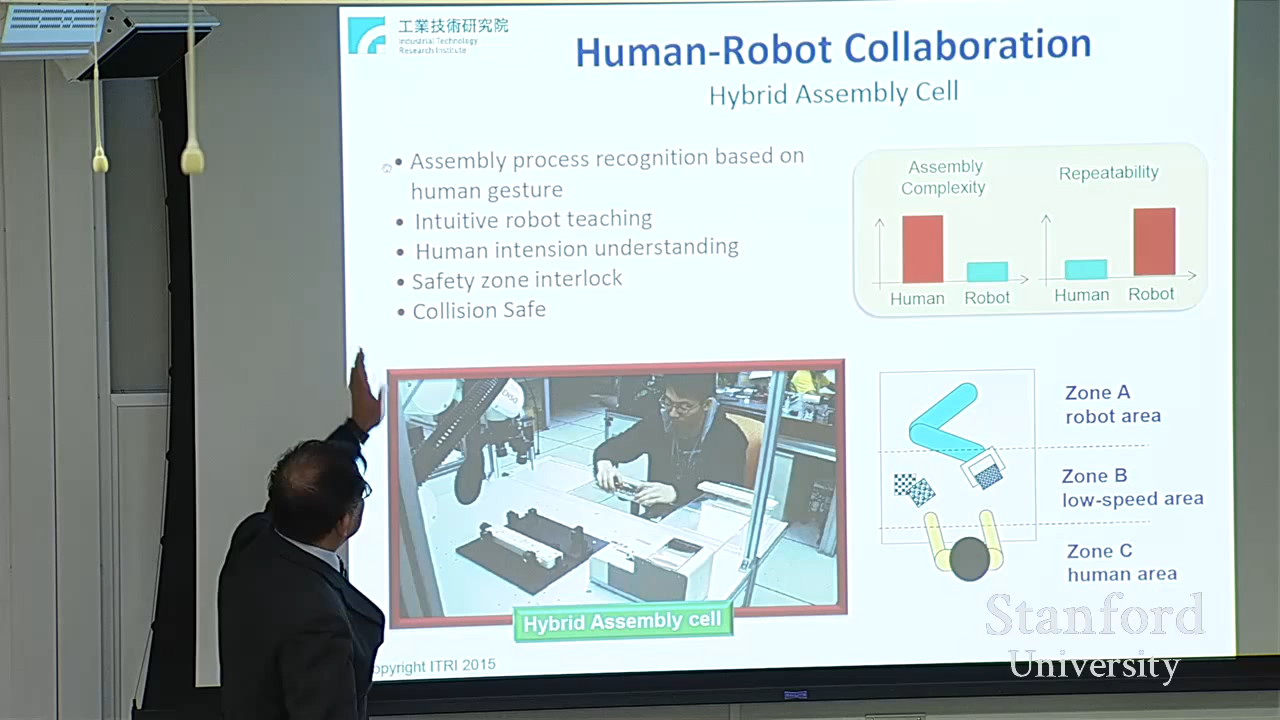 工業技術研究院
Industrial Technology
Research Institute
Human-Robot Collaboration
Hybrid Assembly Cell
• Assembly process recognition based on
human gesture
• Intuitive robot teaching
• Human intension understanding
• Safety zone interlock
• Collision Safe
Assembly
Complexity
Human Robot
Repeatability
Human Robot
Zone A
robot area
Zone B
low-speed area
Zone C
human area
Hybrid Assembly cell
opyright ITRI 2015
Stanford
University